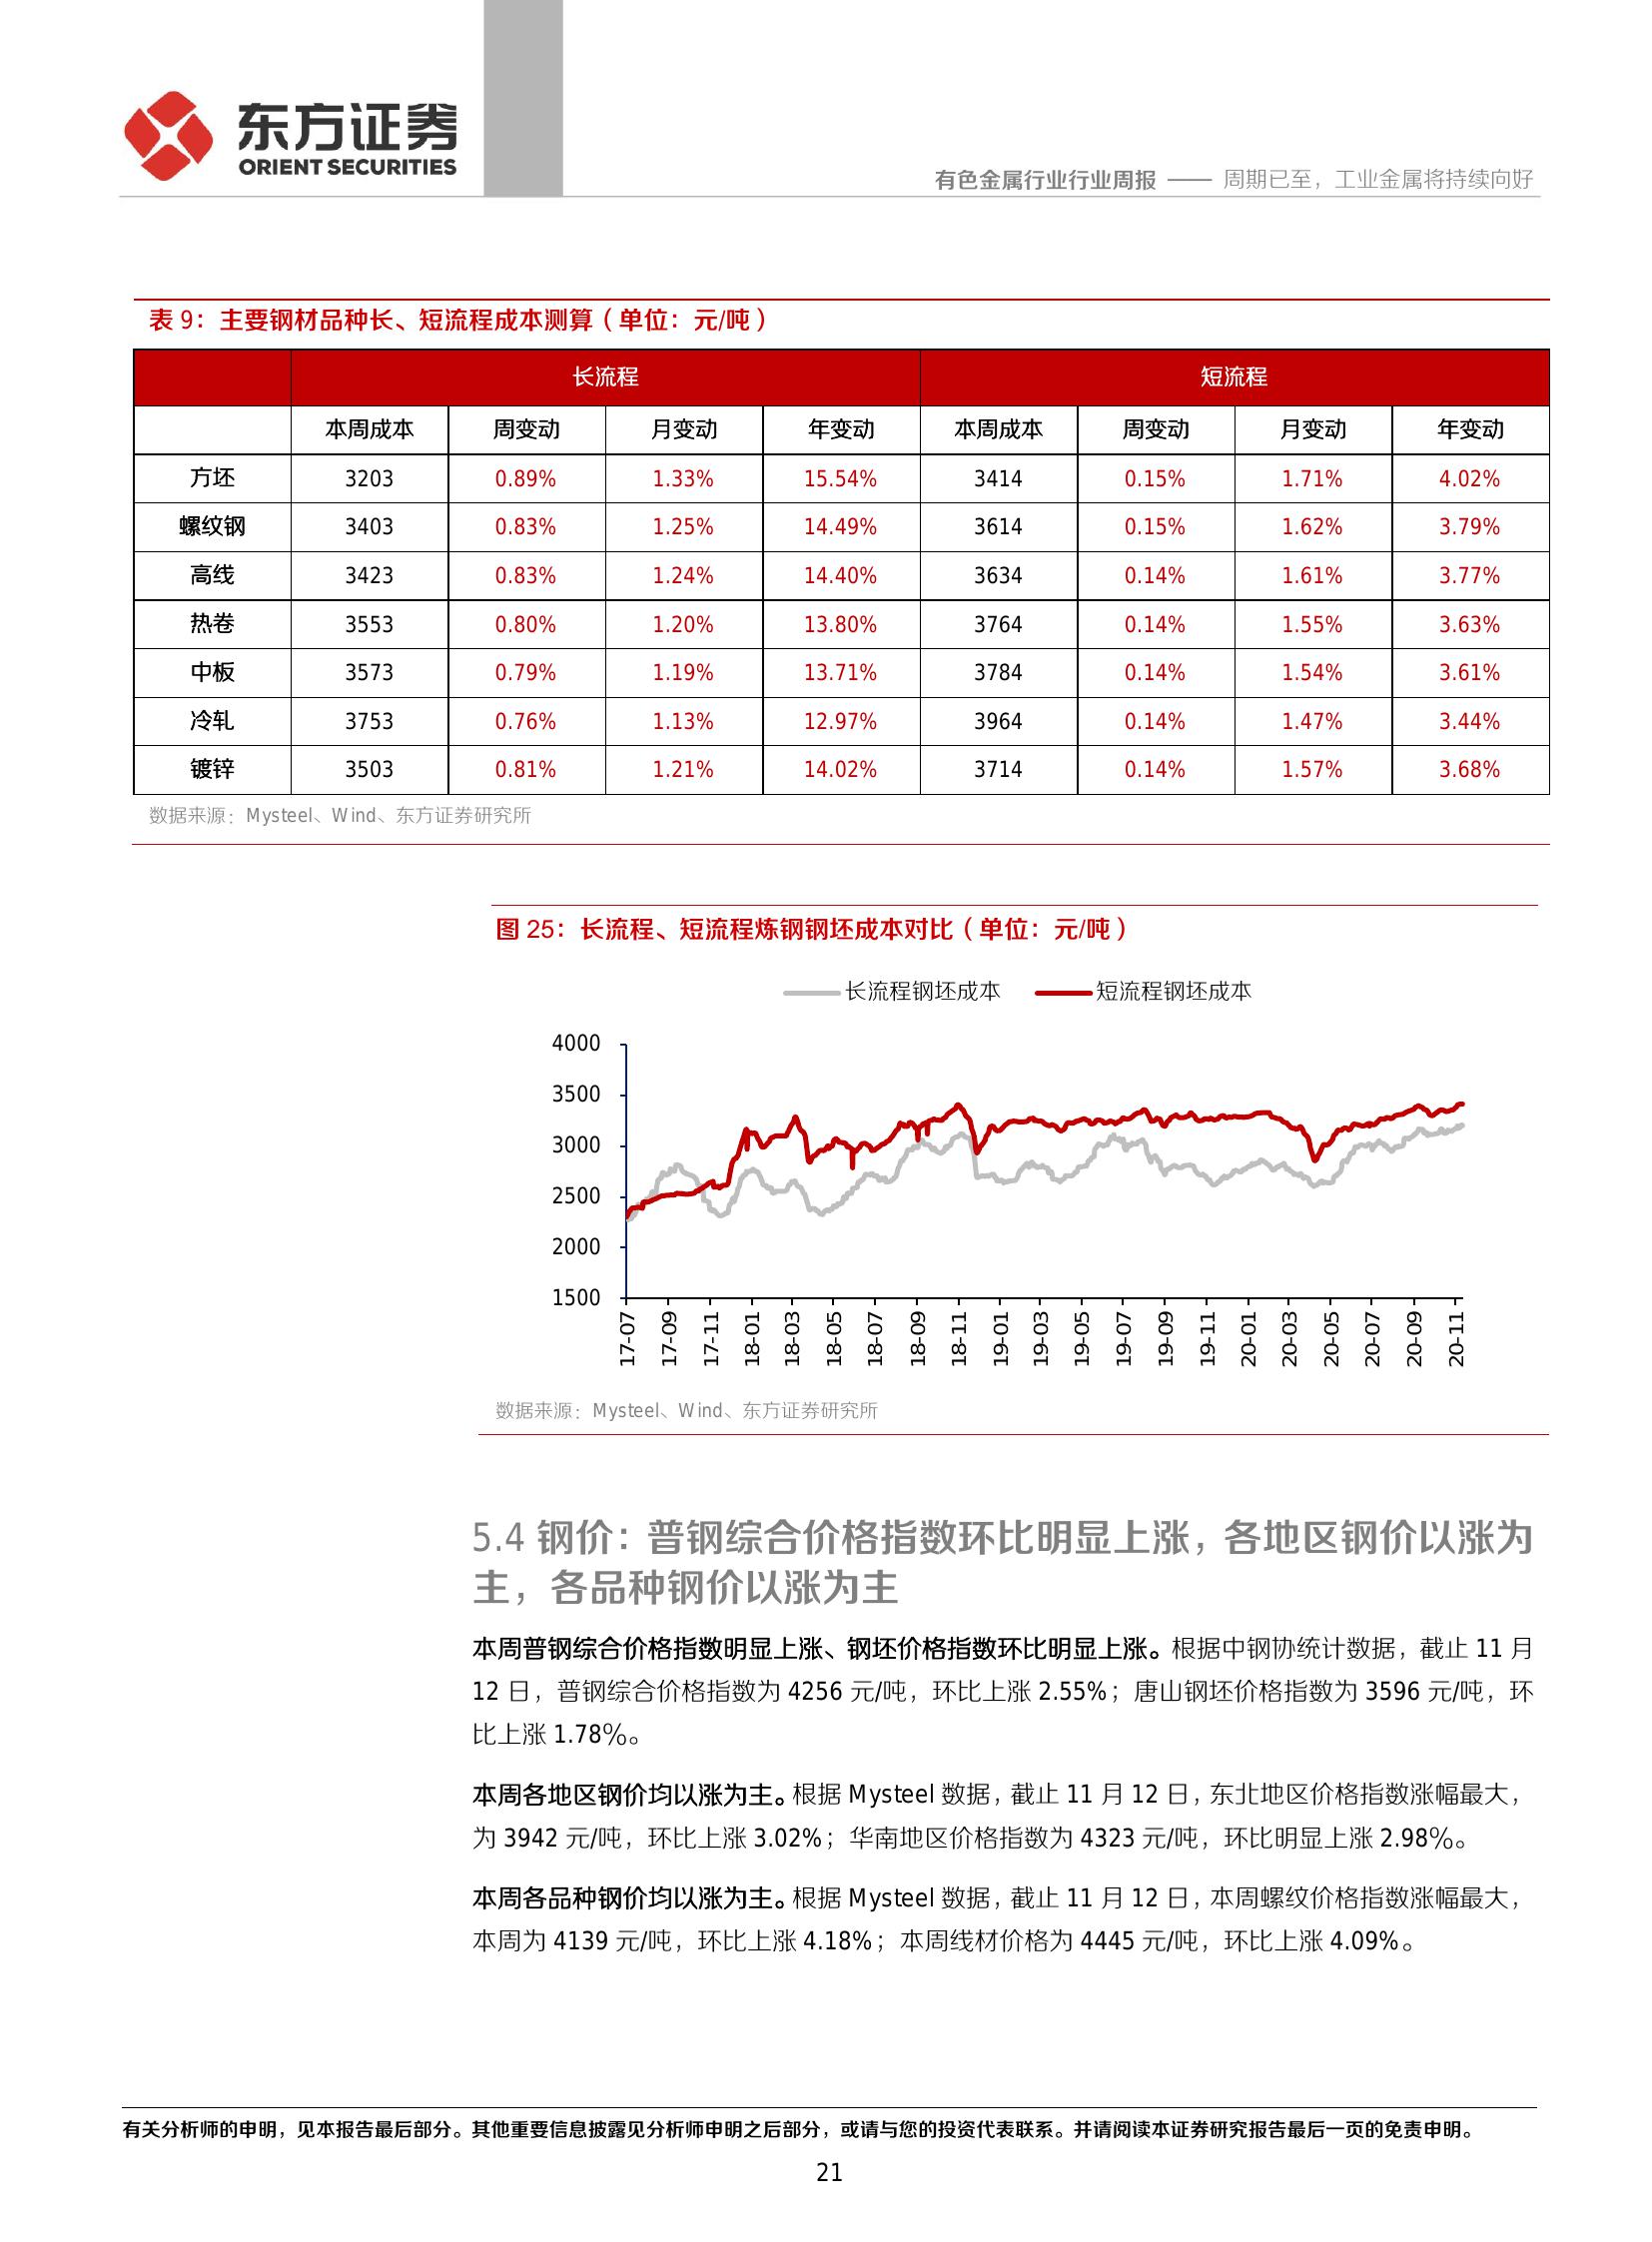 东方证券
ORIENT SECURITIES
有色金属行业行业周报 —— 周期已至，工业金属将持续向好
表 9：主要钢材品种长、短流程成本测算（单位：元/吨）
长流程 短流程
本周成本 周变动 月变动 年变动 本周成本 周变动 月变动 年变动
方坯 3203 0.89% 1.33% 15.54% 3414 0.15% 1.71% 4.02%
螺纹钢 3403 0.83% 1.25% 14.49% 3614 0.15% 1.62% 3.79%
高线 3423 0.83% 1.24% 14.40% 3634 0.14% 1.61% 3.77%
热卷 3553 0.80% 1.20% 13.80% 3764 0.14% 1.55% 3.63%
中板 3573 0.79% 1.19% 13.71% 3784 0.14% 1.54% 3.61%
冷轧 3753 0.76% 1.13% 12.97% 3964 0.14% 1.47% 3.44%
镀锌 3503 0.81% 1.21% 14.02% 3714 0.14% 1.57% 3.68%
数据来源：Mysteel、Wind、东方证券研究所
图 25：长流程、短流程炼钢钢坯成本对比（单位：元/吨）
长流程钢坯成本 短流程钢坯成本
4000
3500
3000
2500
2000
1500
17-07 17-09 17-11 18-01 18-03 18-05 18-07 18-09 18-11 19-01 19-03 19-05 19-07 19-09 19-11 20-01 20-03 20-05 20-07 20-09 20-11
数据来源：Mysteel、Wind、东方证券研究所
5.4 钢价：普钢综合价格指数环比明显上涨，各地区钢价以涨为
主，各品种钢价以涨为主
本周普钢综合价格指数明显上涨、钢坯价格指数环比明显上涨。根据中钢协统计数据，截止 11 月
12 日，普钢综合价格指数为 4256 元/吨，环比上涨 2.55%；唐山钢坯价格指数为 3596 元/吨，环
比上涨 1.78%。
本周各地区钢价均以涨为主。根据 Mysteel 数据，截止 11 月 12 日，东北地区价格指数涨幅最大，
为 3942 元/吨，环比上涨 3.02%；华南地区价格指数为 4323 元/吨，环比明显上涨 2.98%。
本周各品种钢价均以涨为主。根据 Mysteel 数据，截止 11 月 12 日，本周螺纹价格指数涨幅最大，
本周为 4139 元/吨，环比上涨 4.18%；本周线材价格为 4445 元/吨，环比上涨 4.09%。
有关分析师的申明，见本报告最后部分。其他重要信息披露见分析师申明之后部分，或请与您的投资代表联系。并请阅读本证券研究报告最后一页的免责申明。
21